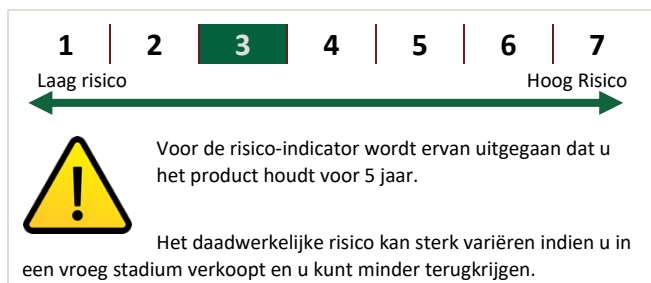 1 2 3 4 5 6 7
Laag risico Hoog Risico
Voor de risico-indicator wordt ervan uitgegaan dat u
het product houdt voor 5 jaar.
Het daadwerkelijke risico kan sterk variëren indien u in
een vroeg stadium verkoopt en u kunt minder terugkrijgen.